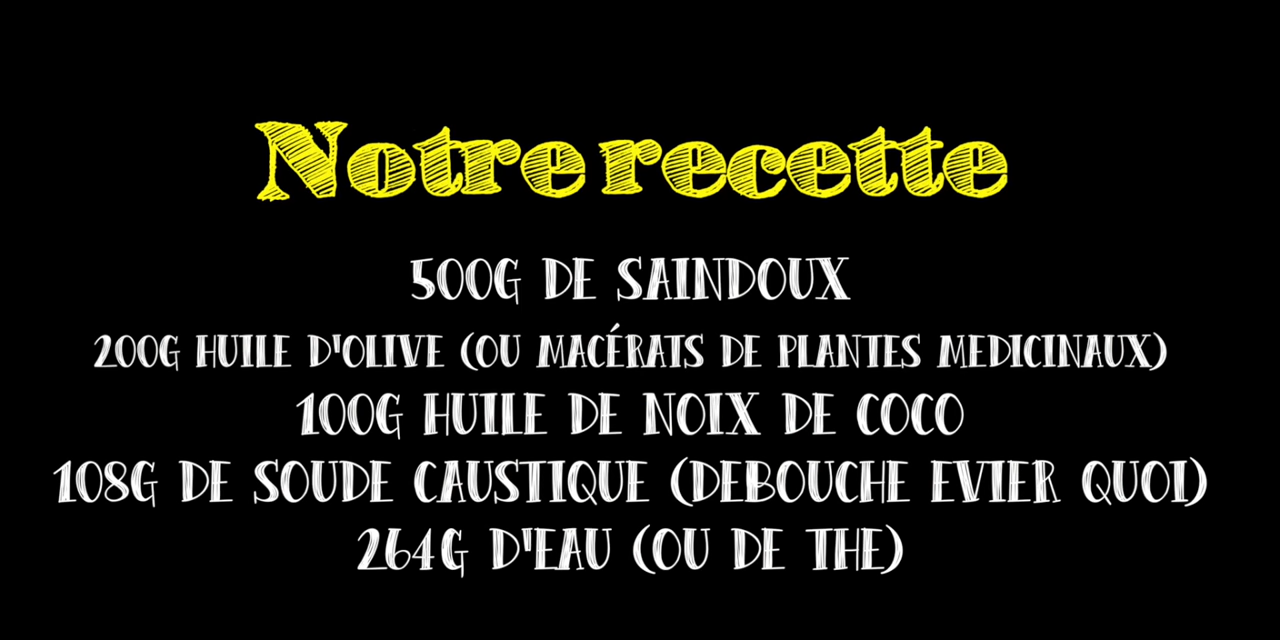 Notre recette
500G DE SAINDOUX
200G HUILE D'OLIVE (OU MACÉRATS DE PLANTES MEDICINAUX)
100G HUILE DE NOIX DE COCO
108G DE SOUDE CAUSTIQUE (DEBOUCHE EVIER QUOI)
264G D'EAU (OU DE THE)